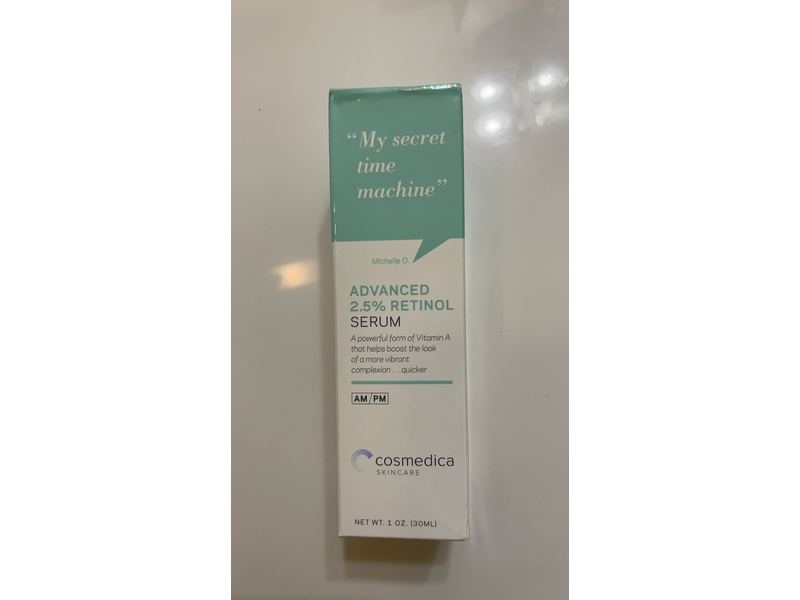 “My secret
time
machine”
Michelle O.
ADVANCED
2.5% RETINOL
SERUM
A powerful form of Vitamin A
that helps boost the look
of a more vibrant
complexion . . . quicker
AM/PM
cosmedica
SKINCARE
NET WT. 1 OZ. (30ML)